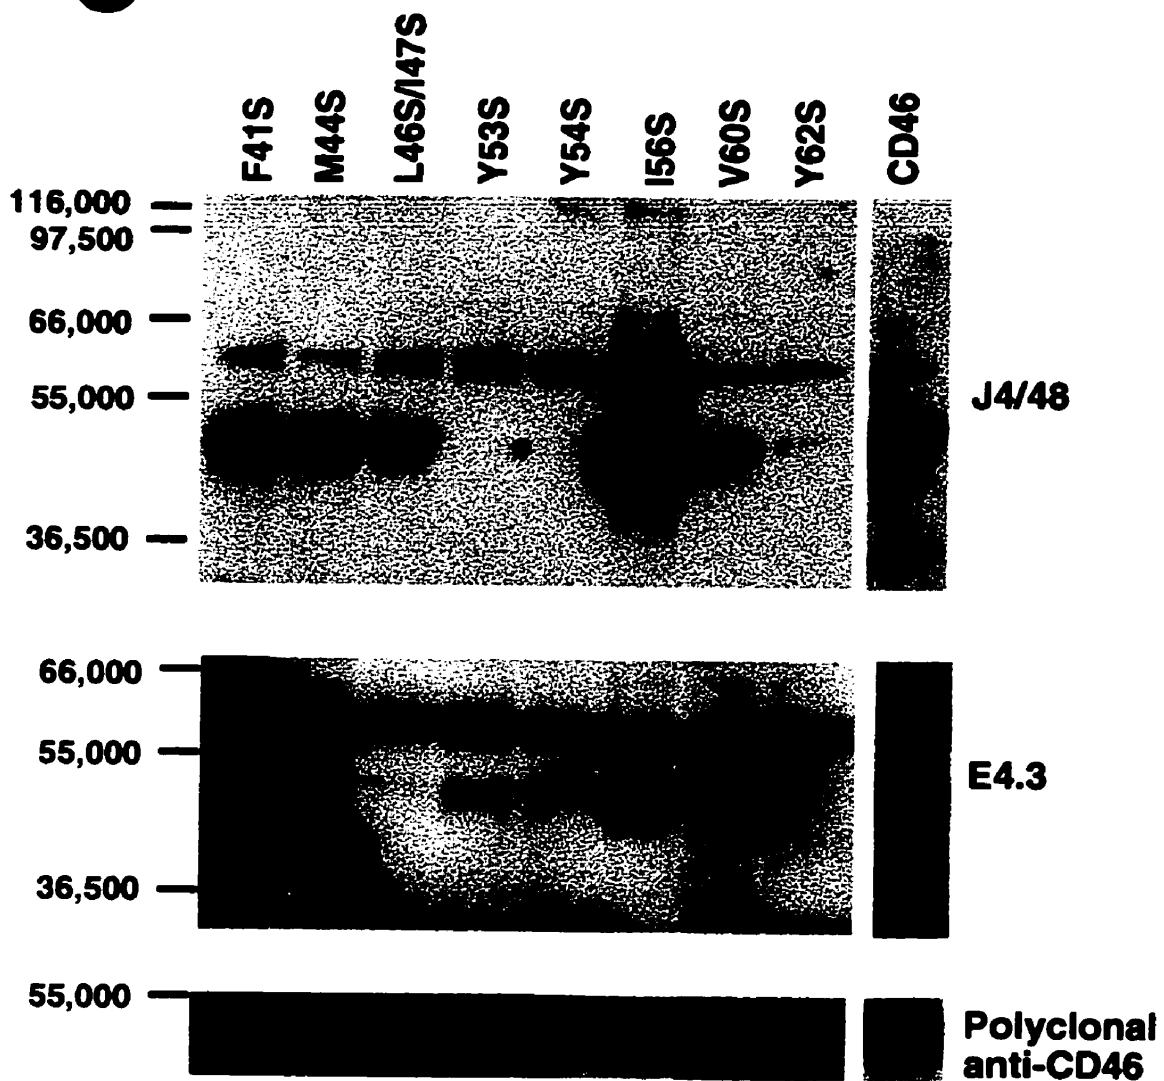 F41S
M44S
L46S/I47S
Y53S
Y54S
I56S
V60S
Y62S
CD46
116,000
97,500
66,000
55,000
36,500
J4/48
66,000
55,000
36,500
E4.3
55,000
Polyclonal
anti-CD46